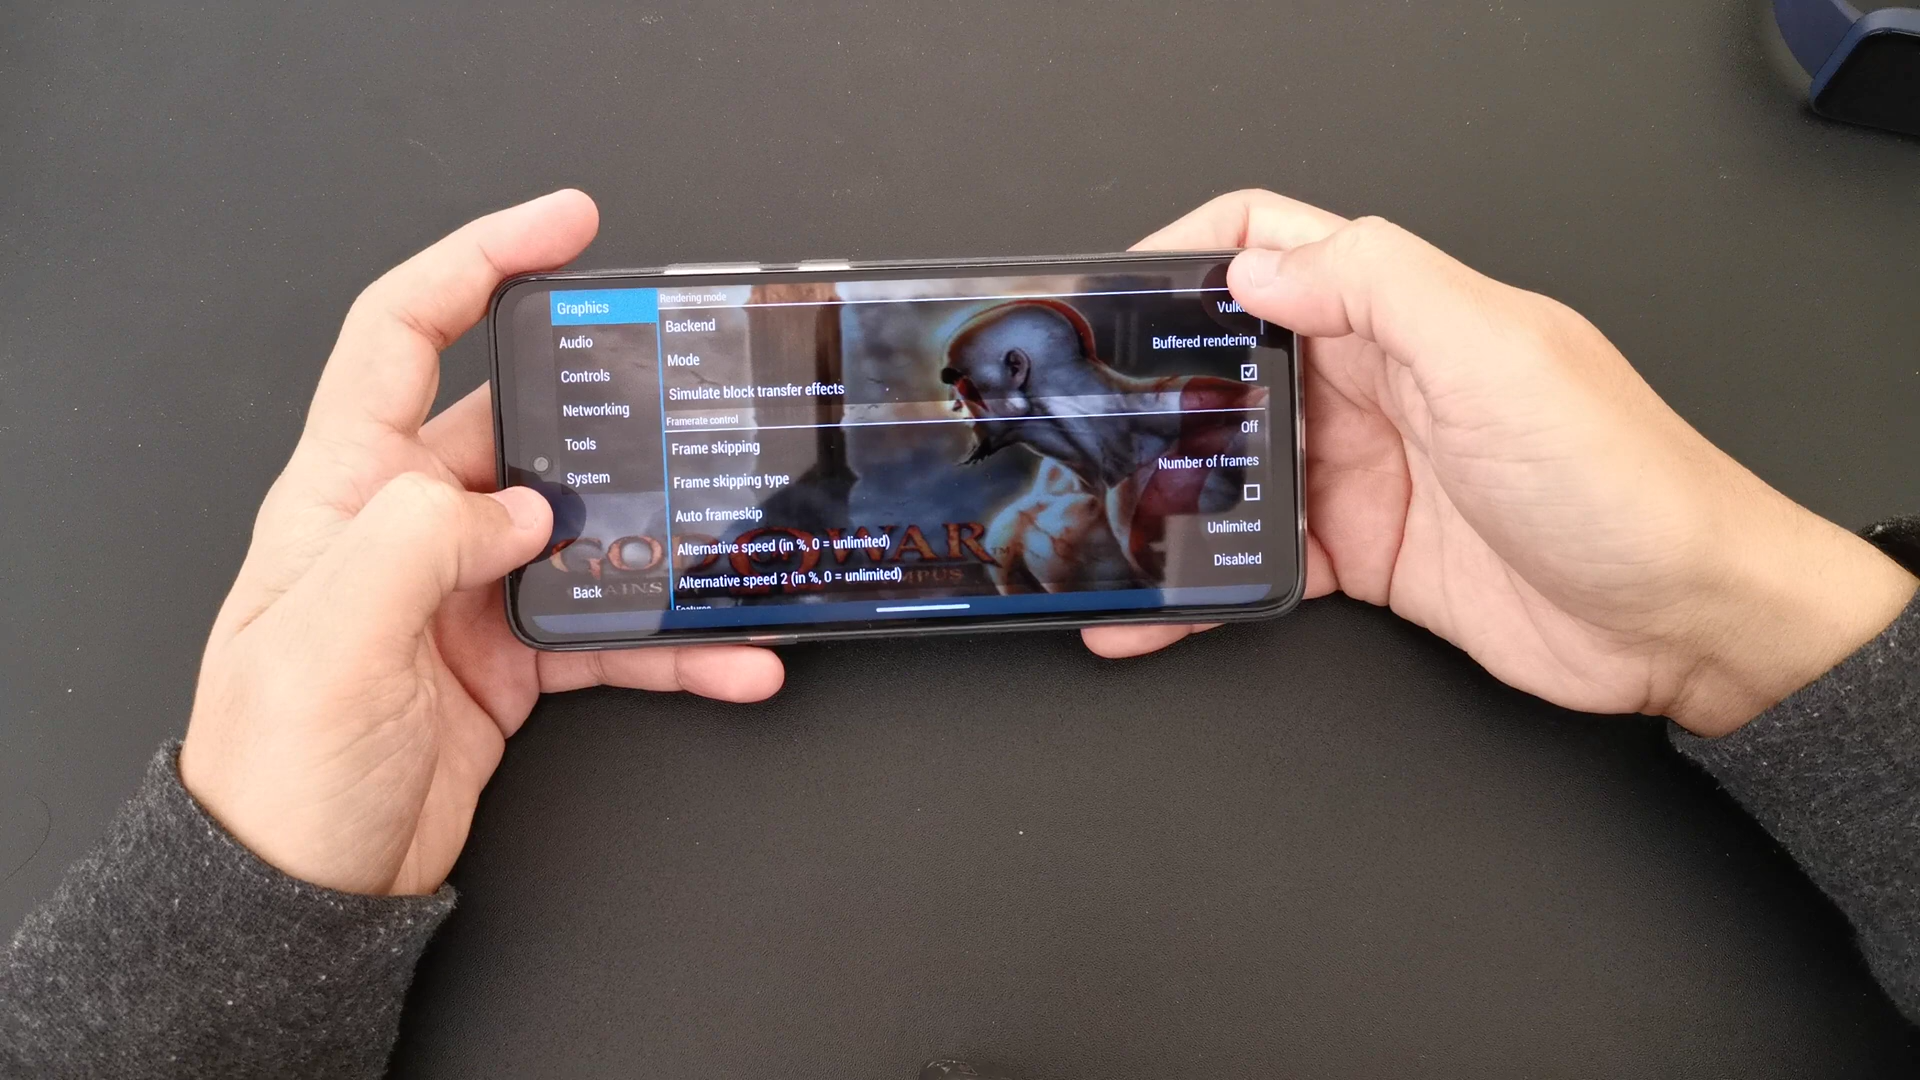 Graphics
Audio
Controls
Networking
Tools
System
Back
Rendering mode
Backend
Mode Buffered rendering
Simulate block transfer effects
Framerate control
Frame skipping Off
Frame skipping type Number of frames
Auto frameskip
Alternative speed (in %, 0 = unlimited) Unlimited
Alternative speed 2 (in %, 0 = unlimited) Disabled
Features
GOD O WAR™